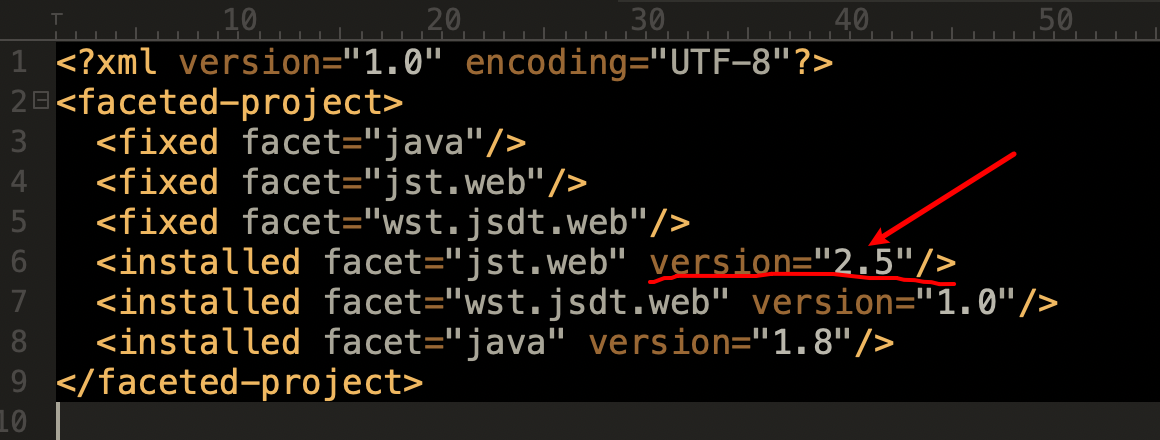 10 20 30 40 50
1 <?xml version="1.0" encoding="UTF-8"?>
2 <faceted-project>
3   <fixed facet="java"/>
4   <fixed facet="jst.web"/>
5   <fixed facet="wst.jsdt.web"/>
6   <installed facet="jst.web" version="2.5"/>
7   <installed facet="wst.jsdt.web" version="1.0"/>
8   <installed facet="java" version="1.8"/>
9 </faceted-project>
10